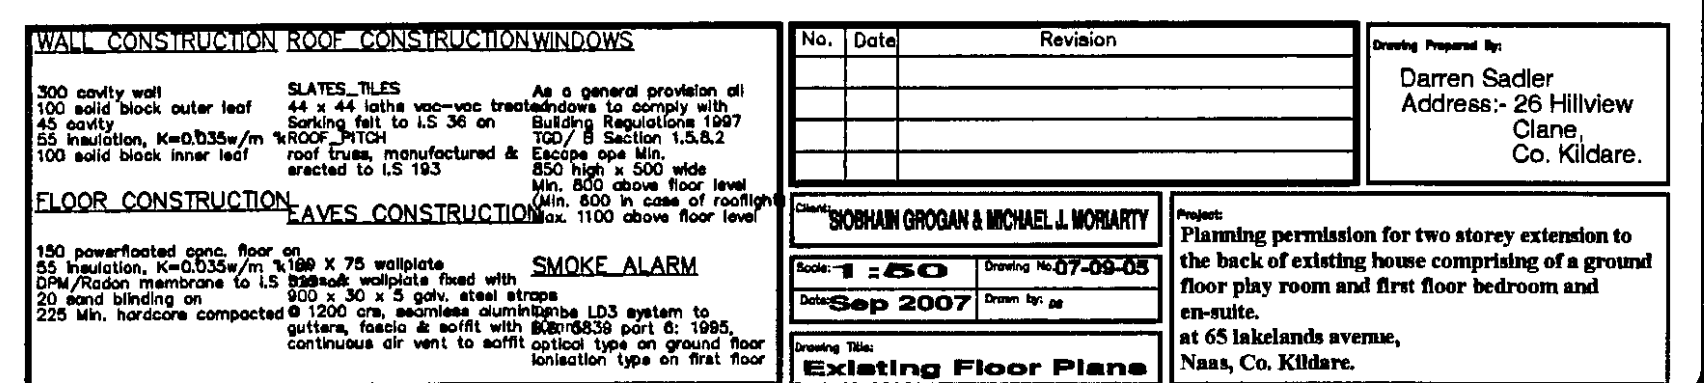 WALL CONSTRUCTION
300 cavity wall
100 solid block outer leaf
45 cavity
55 insulation, K=0.035w/m
100 solid block inner leaf
FLOOR CONSTRUCTION
150 powerfloated conc. floor on
55 insulation, K=0.035w/m
DPM/Radon membrane to I.S
20 sand blinding on
225 Min. hardcore compacted
ROOF CONSTRUCTION
SLATES_TILES
44 x 44 laths vac-vac treated
Sarking felt to I.S 36 on
ROOF_PITCH
roof truss, manufactured &
erected to I.S 193
EAVES CONSTRUCTION
X 75 wallplate
wallplate fixed with
900 x 30 x 5 galv. steel straps
@ 1200 crs, seamless aluminium
gutters, fascia & soffit with
continuous air vent to soffit
WINDOWS
As a general provision all
windows to comply with
Building Regulations 1997
TGD/ B Section 1.5.8.2
Escape ope Min.
850 high x 500 wide
Min. 800 above floor level
(Min. 600 in case of rooflight
Max. 1100 above floor level
SMOKE ALARM
To be LD3 system to
5839 part 6: 1995,
optical type on ground floor
ionisation type on first floor
No. Date Revision
Drawing Prepared By:
Darren Sadler
Address:- 26 Hillview
Clane,
Co. Kildare.
Client:
SIOBHAIN GROGAN & MICHAEL J. MORIARTY
Scale: 1 :50
Drawing No. 07-09-05
Date: Sep 2007
Drawn by: DS
Drawing Title:
Existing Floor Plans
Project:
Planning permission for two storey extension to
the back of existing house comprising of a ground
floor play room and first floor bedroom and
en-suite.
at 65 lakelands avenue,
Naas, Co. Kildare.